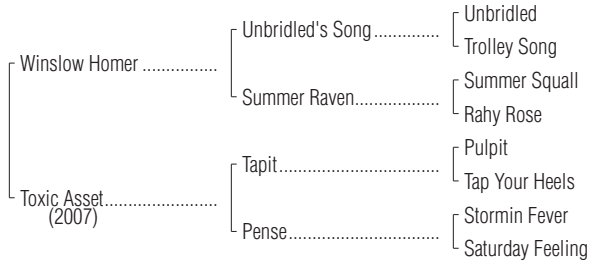 Unbridled
Unbridled's Song..............
Trolley Song
Winslow Homer ................
Summer Squall
Summer Raven..................
Rahy Rose
Pulpit
Tapit..................................
Tap Your Heels
Toxic Asset........................
(2007)
Stormin Fever
Pense................................
Saturday Feeling